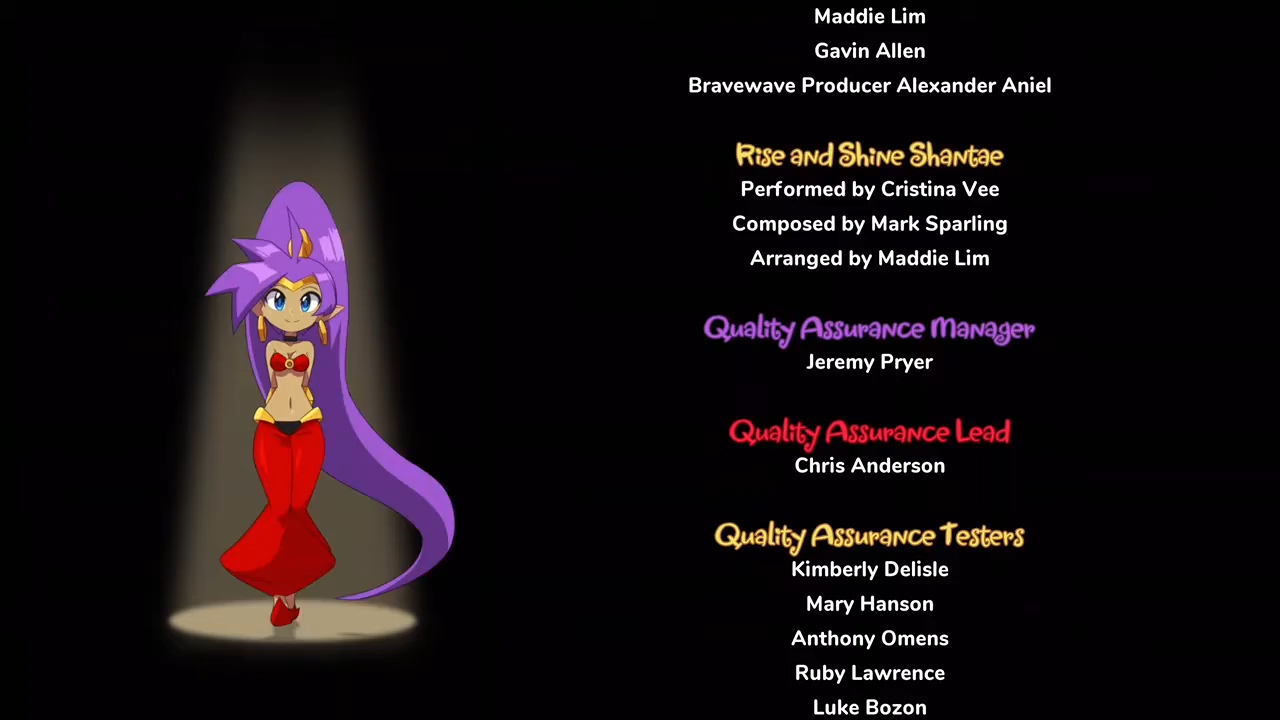 Maddie Lim
Gavin Allen
Bravewave Producer Alexander Aniel
Rise and Shine Shantae
Performed by Cristina Vee
Composed by Mark Sparling
Arranged by Maddie Lim
Quality Assurance Manager
Jeremy Pryer
Quality Assurance Lead
Chris Anderson
Quality Assurance Testers
Kimberly Delisle
Mary Hanson
Anthony Omens
Ruby Lawrence
Luke Bozon